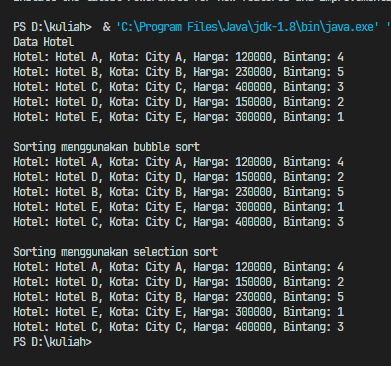 PS D:\kuliah>  & 'C:\Program Files\Java\jdk-1.8\bin\java.exe' '
Data Hotel
Hotel: Hotel A, Kota: City A, Harga: 120000, Bintang: 4
Hotel: Hotel B, Kota: City B, Harga: 230000, Bintang: 5
Hotel: Hotel C, Kota: City C, Harga: 400000, Bintang: 3
Hotel: Hotel D, Kota: City D, Harga: 150000, Bintang: 2
Hotel: Hotel E, Kota: City E, Harga: 300000, Bintang: 1

Sorting menggunakan bubble sort
Hotel: Hotel A, Kota: City A, Harga: 120000, Bintang: 4
Hotel: Hotel D, Kota: City D, Harga: 150000, Bintang: 2
Hotel: Hotel B, Kota: City B, Harga: 230000, Bintang: 5
Hotel: Hotel E, Kota: City E, Harga: 300000, Bintang: 1
Hotel: Hotel C, Kota: City C, Harga: 400000, Bintang: 3

Sorting menggunakan selection sort
Hotel: Hotel A, Kota: City A, Harga: 120000, Bintang: 4
Hotel: Hotel D, Kota: City D, Harga: 150000, Bintang: 2
Hotel: Hotel B, Kota: City B, Harga: 230000, Bintang: 5
Hotel: Hotel E, Kota: City E, Harga: 300000, Bintang: 1
Hotel: Hotel C, Kota: City C, Harga: 400000, Bintang: 3
PS D:\kuliah>